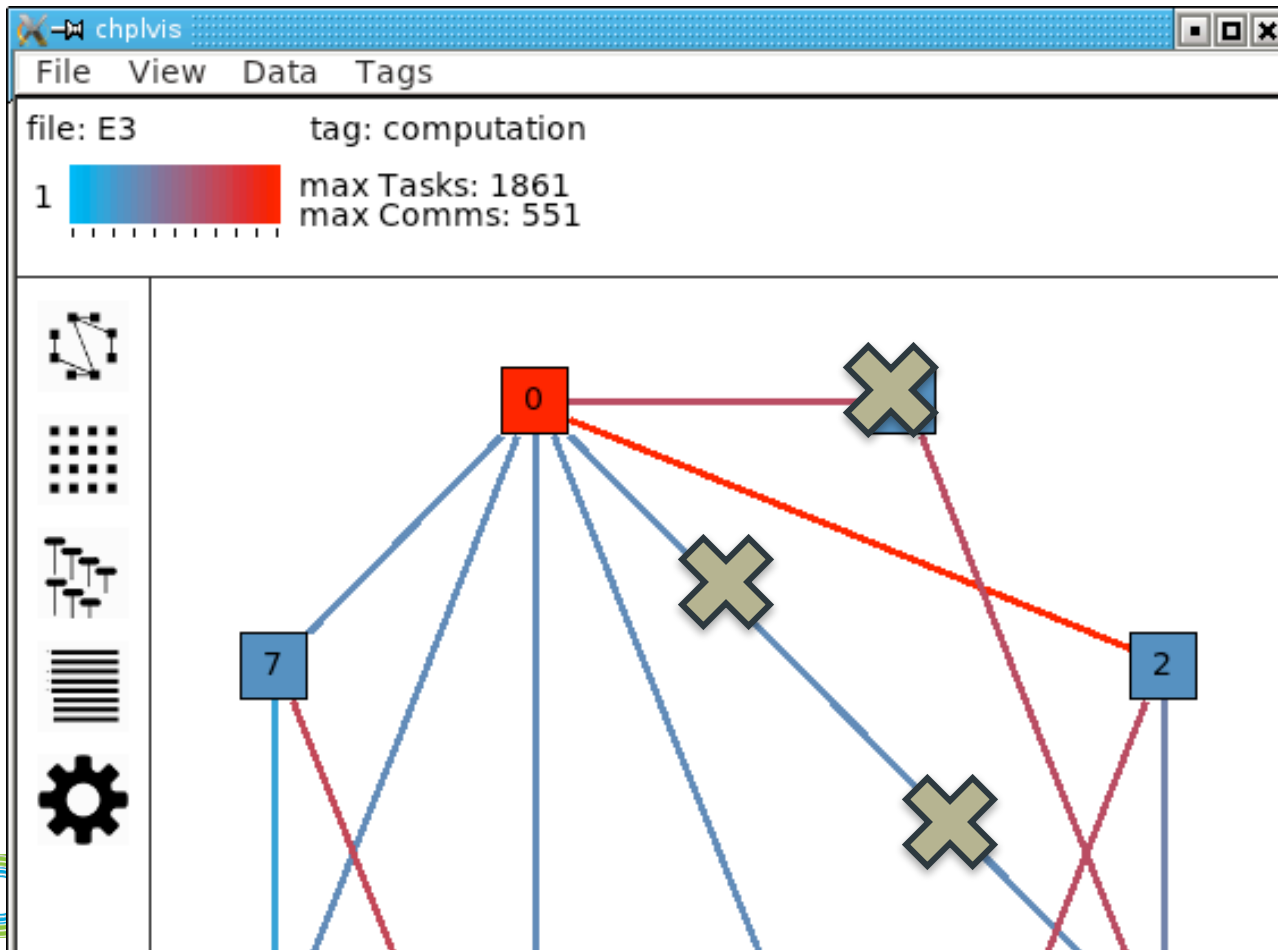 chplvis
File View Data Tags
file: E3 tag: computation
1 max Tasks: 1861
max Comms: 551
0
7 2